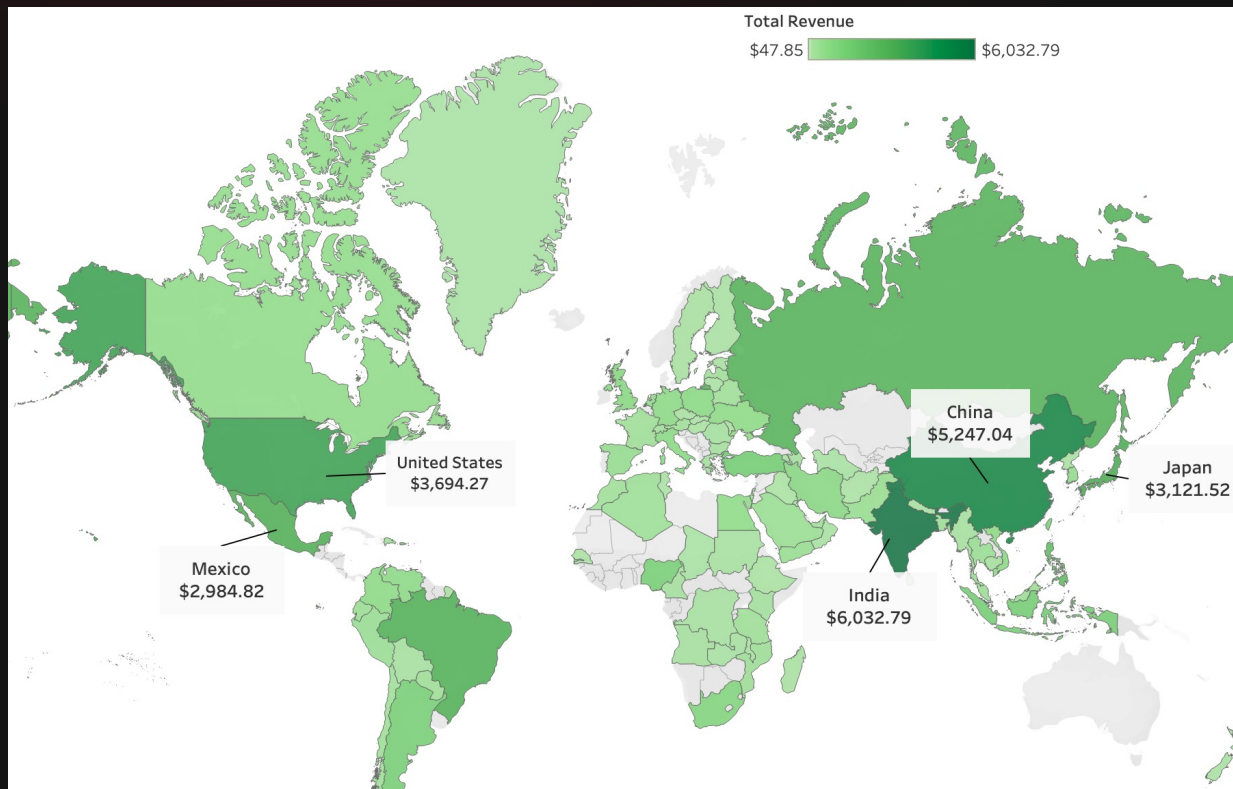 Total Revenue
$47.85 $6,032.79
China
$5,247.04
United States
$3,694.27
Japan
$3,121.52
Mexico
$2,984.82
India
$6,032.79